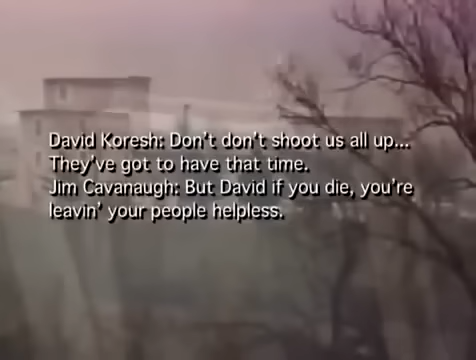 David Koresh: Don't don't shoot us all up...
They've got to have that time.
Jim Cavanaugh: But David if you die, you're
leavin' your people helpless.